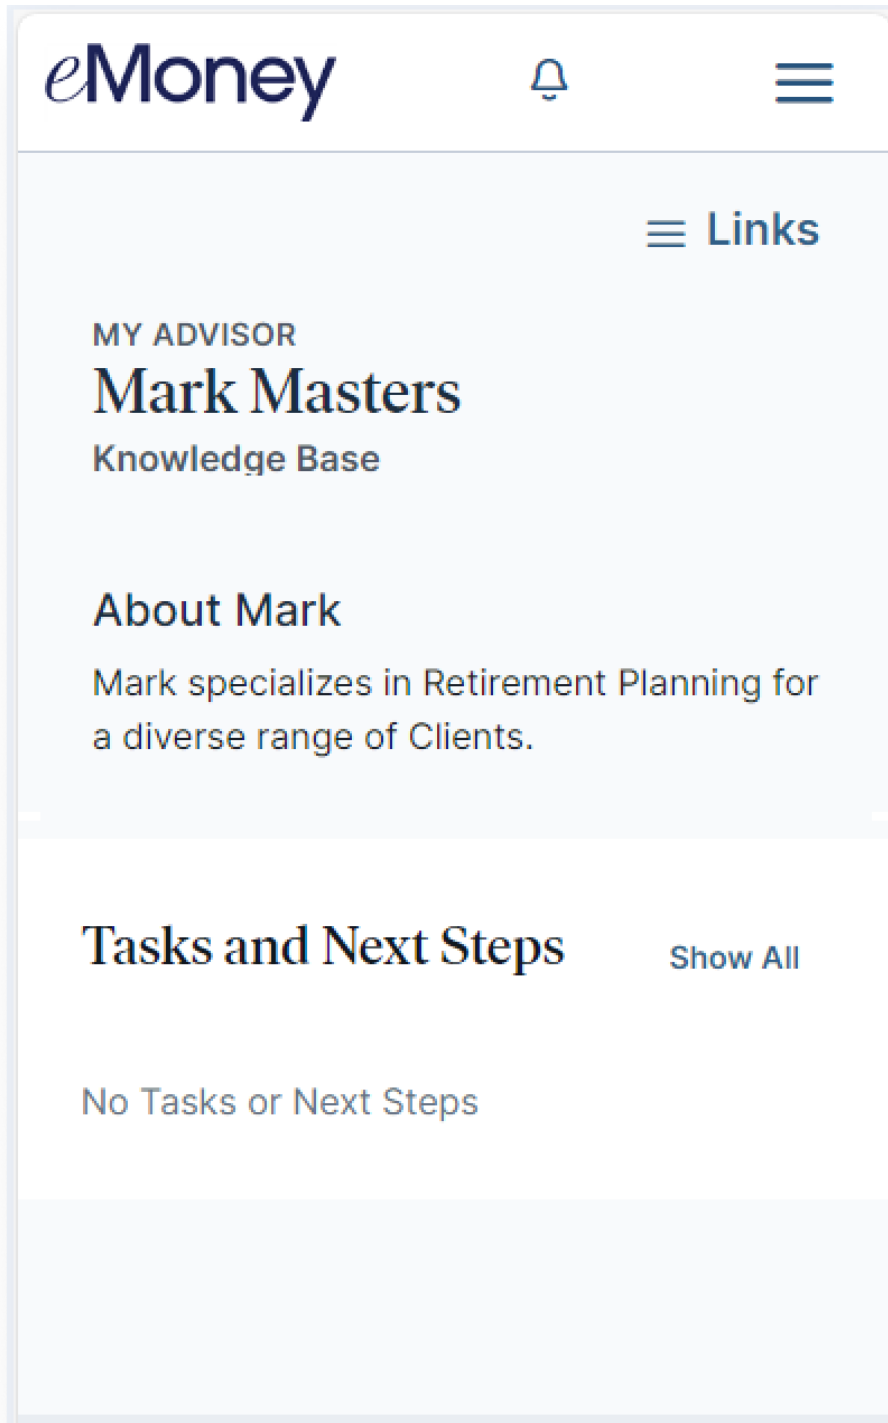 eMoney
Links
MY ADVISOR
Mark Masters
Knowledge Base
About Mark
Mark specializes in Retirement Planning for
a diverse range of Clients.
Tasks and Next Steps
Show All
No Tasks or Next Steps